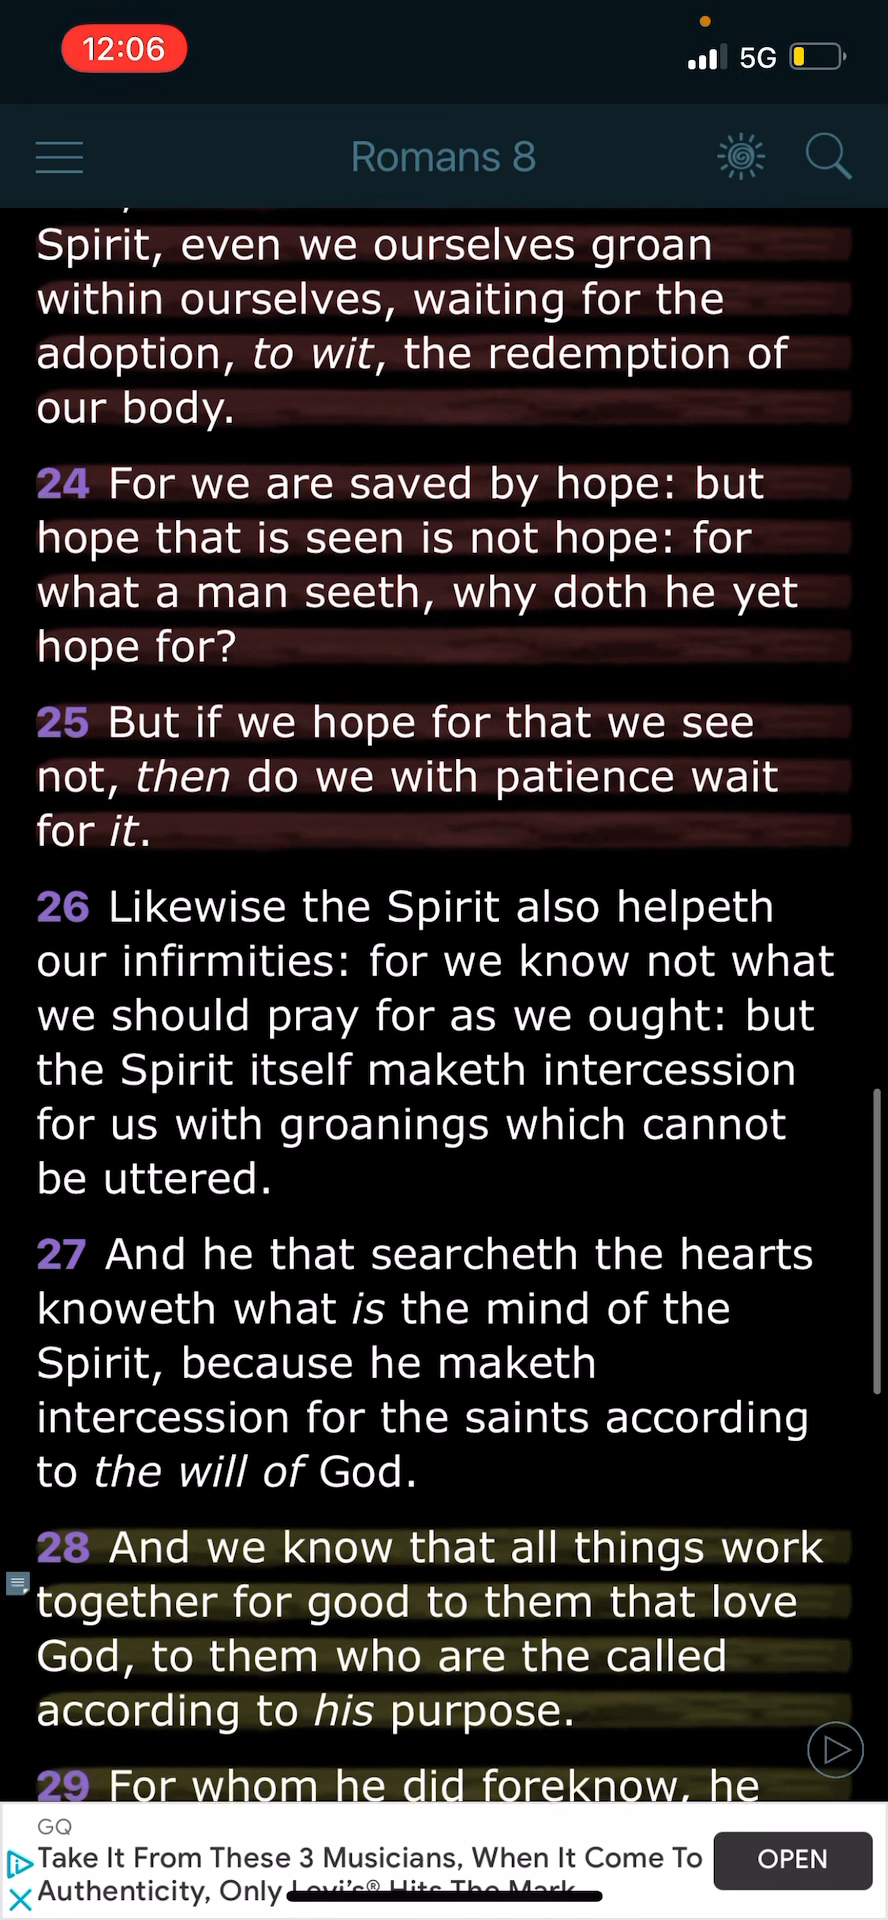 12:06
5G
Romans 8
Spirit, even we ourselves groan
within ourselves, waiting for the
adoption, to wit, the redemption of
our body.
24 For we are saved by hope: but
hope that is seen is not hope: for
what a man seeth, why doth he yet
hope for?
25 But if we hope for that we see
not, then do we with patience wait
for it.
26 Likewise the Spirit also helpeth
our infirmities: for we know not what
we should pray for as we ought: but
the Spirit itself maketh intercession
for us with groanings which cannot
be uttered.
27 And he that searcheth the hearts
knoweth what is the mind of the
Spirit, because he maketh
intercession for the saints according
to the will of God.
28 And we know that all things work
together for good to them that love
God, to them who are the called
according to his purpose.
29 For whom he did foreknow, he
GQ
Take It From These 3 Musicians, When It Come To
Authenticity, Only Levi's® Hits The Mark
OPEN